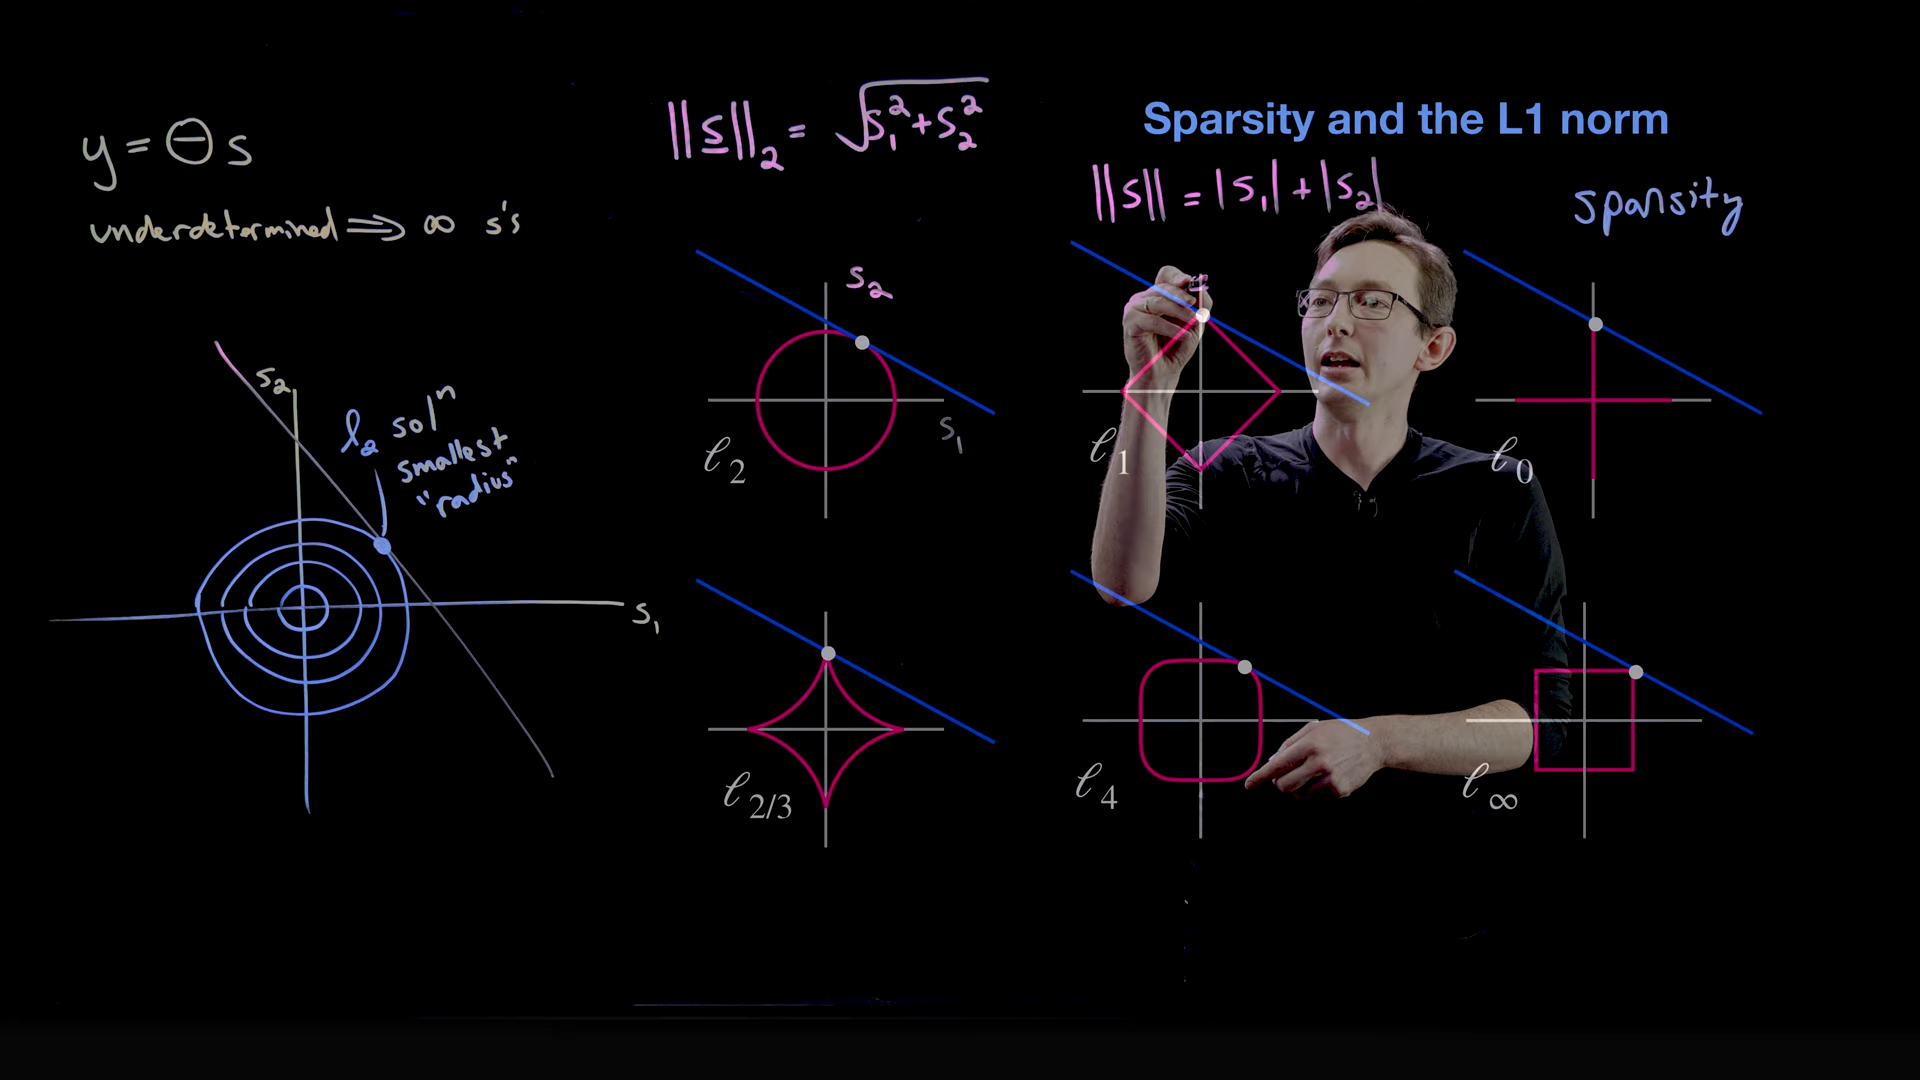 Sparsity and the L1 norm
y = Θ s
underdetermined ⟹ ∞ s's
||s||₂ = √(s₁² + s₂²)
||s|| = |s₁| + |s₂|
sparsity
s₂
s₁
ℓ₂ solⁿ
smallest
"radius"
s₂
s₁
ℓ₂
ℓ₁
ℓ₀
ℓ₂/₃
ℓ₄
ℓ∞